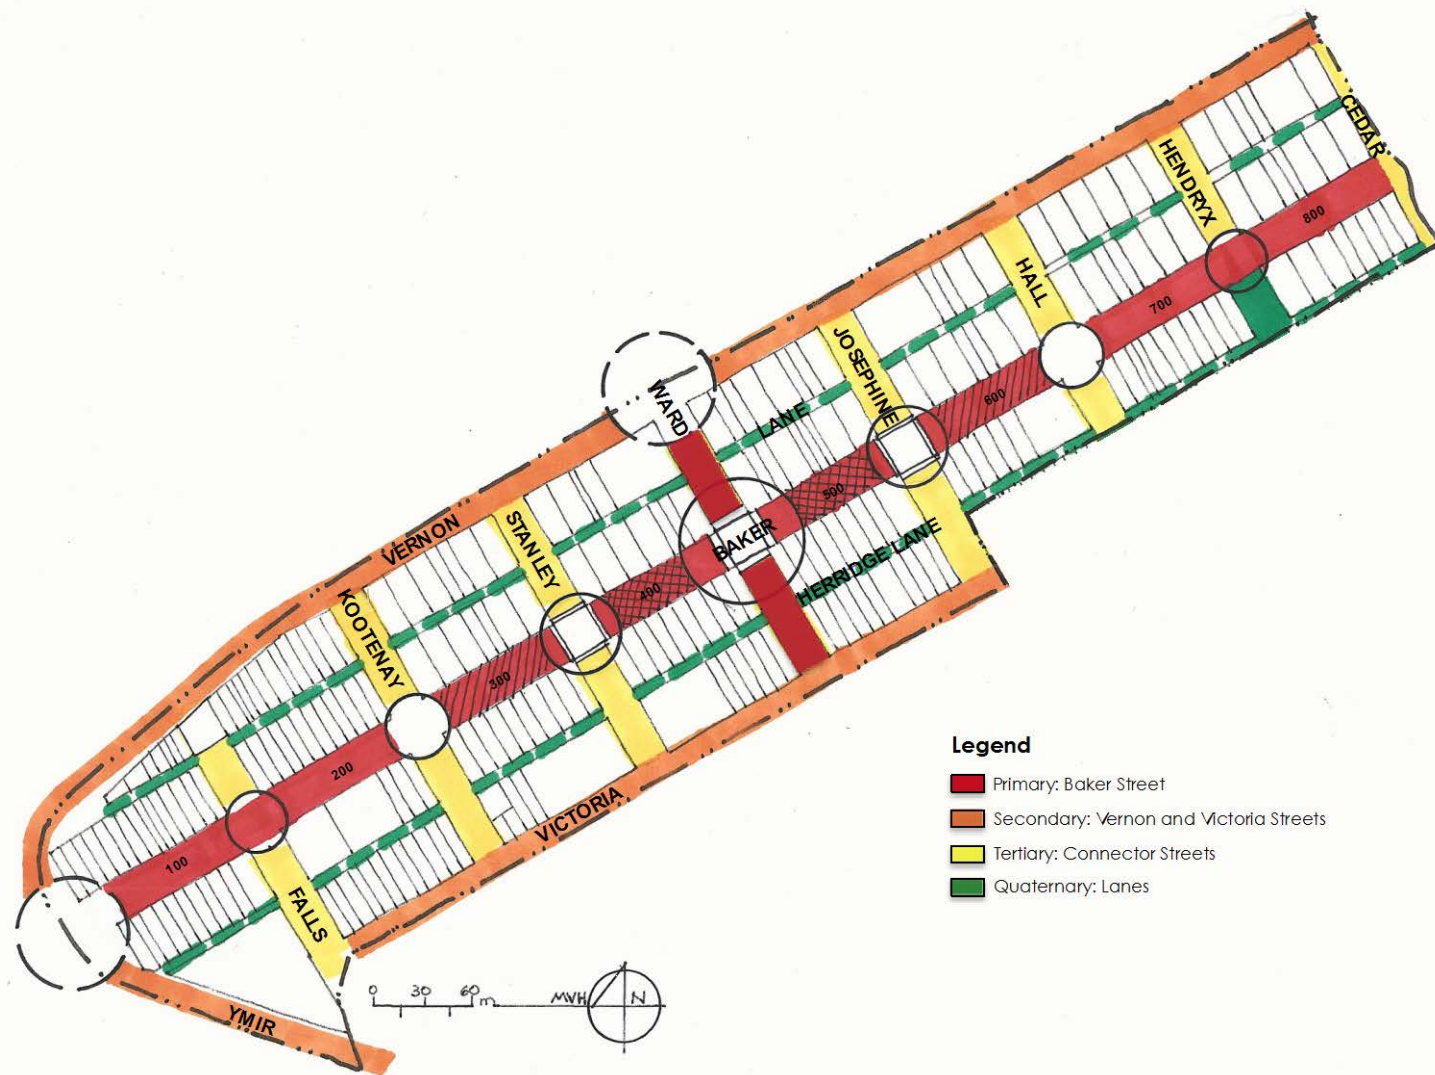 CEDAR
HENDRYX
800
HALL
700
JOSEPHINE
600
WARD
LANE
500
BAKER
HERRIDGE LANE
VERNON
STANLEY
400
KOOTENAY
300
200
VICTORIA
100
FALLS
YMIR
0 30 60 m
MVH N
Legend
Primary: Baker Street
Secondary: Vernon and Victoria Streets
Tertiary: Connector Streets
Quaternary: Lanes